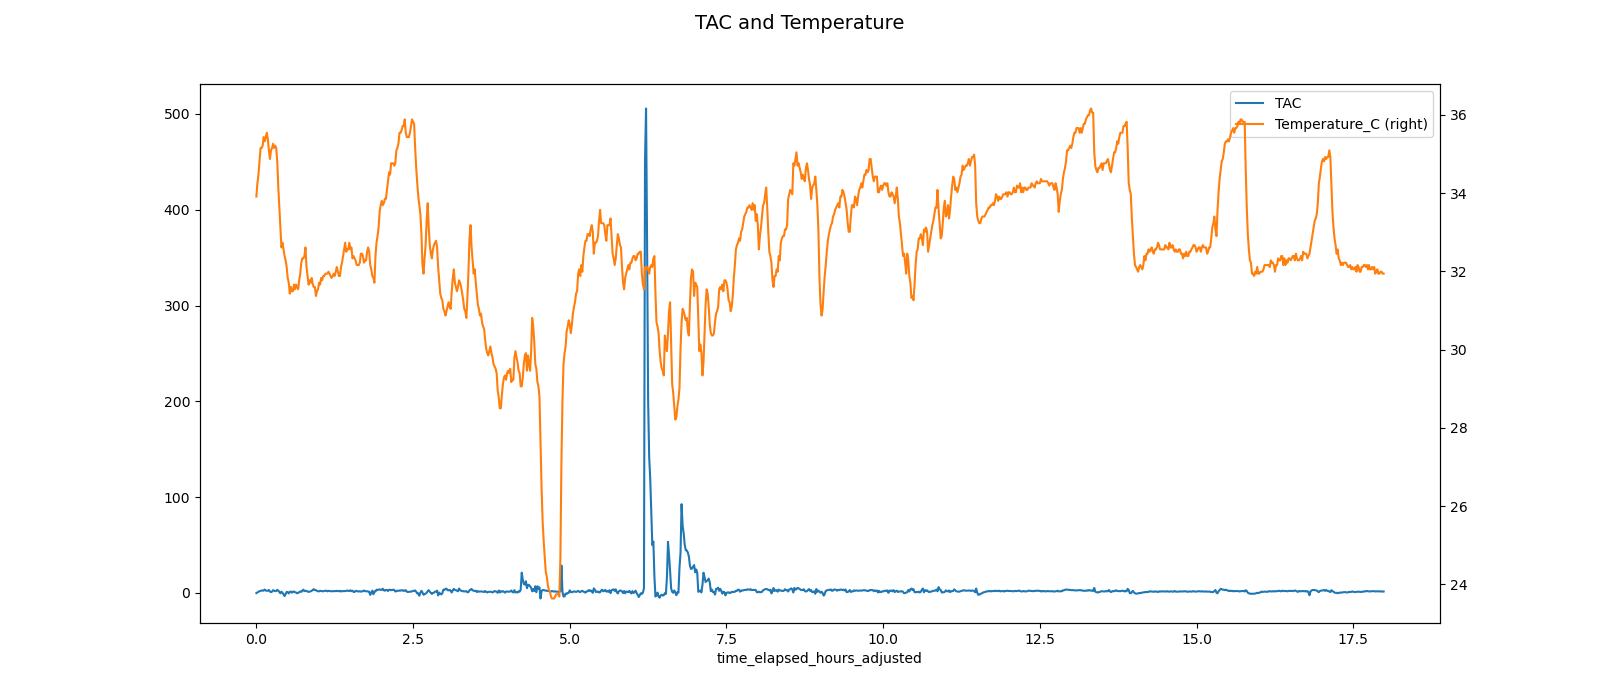 TAC and Temperature
TAC
Temperature_C (right)
500
400
300
200
100
0
36
34
32
30
28
26
24
0.0 2.5 5.0 7.5 10.0 12.5 15.0 17.5
time_elapsed_hours_adjusted